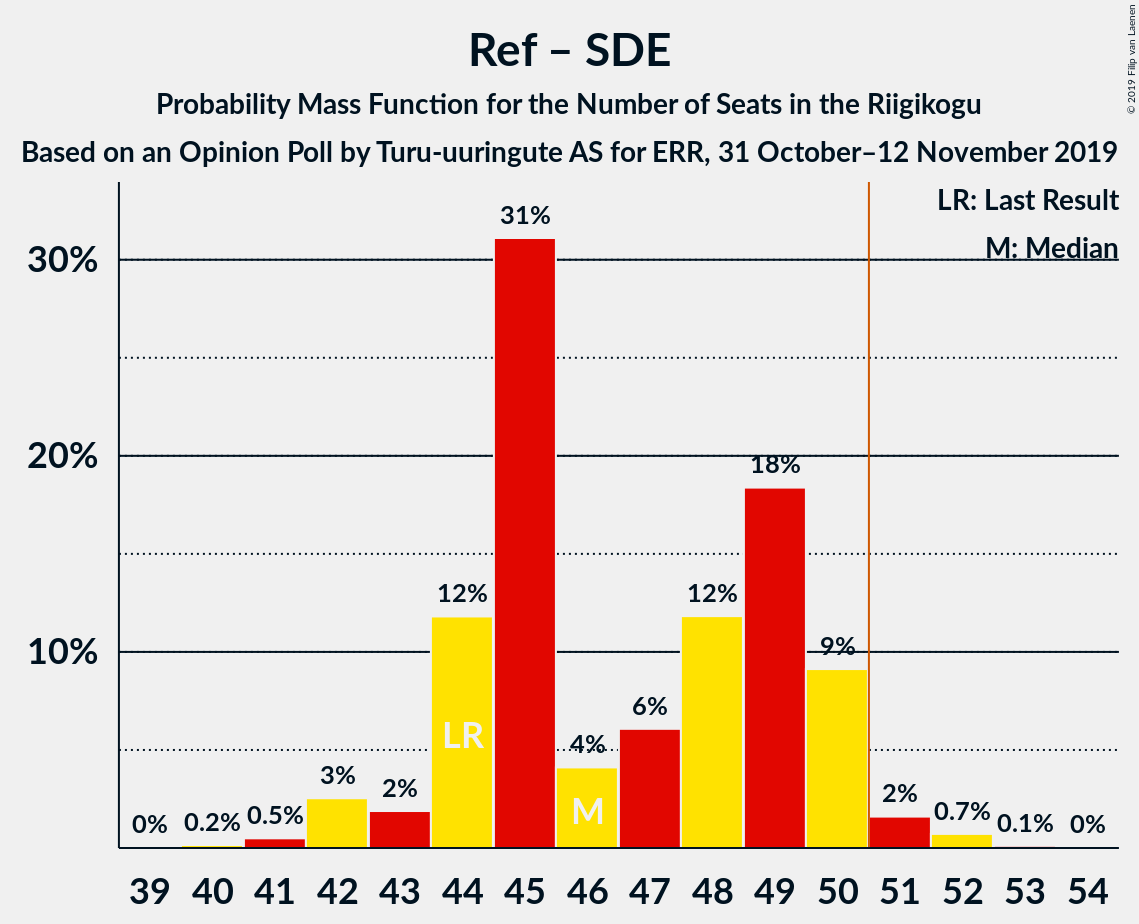 Ref – SDE
Probability Mass Function for the Number of Seats in the Riigikogu
Based on an Opinion Poll by Turu-uuringute AS for ERR, 31 October–12 November 2019
© 2019 Filip van Laenen
LR: Last Result
M: Median
30%
20%
10%
0% 0.2% 0.5% 3% 2% 12% 31% 4% 6% 12% 18% 9% 2% 0.7% 0.1% 0%
LR
M
39 40 41 42 43 44 45 46 47 48 49 50 51 52 53 54